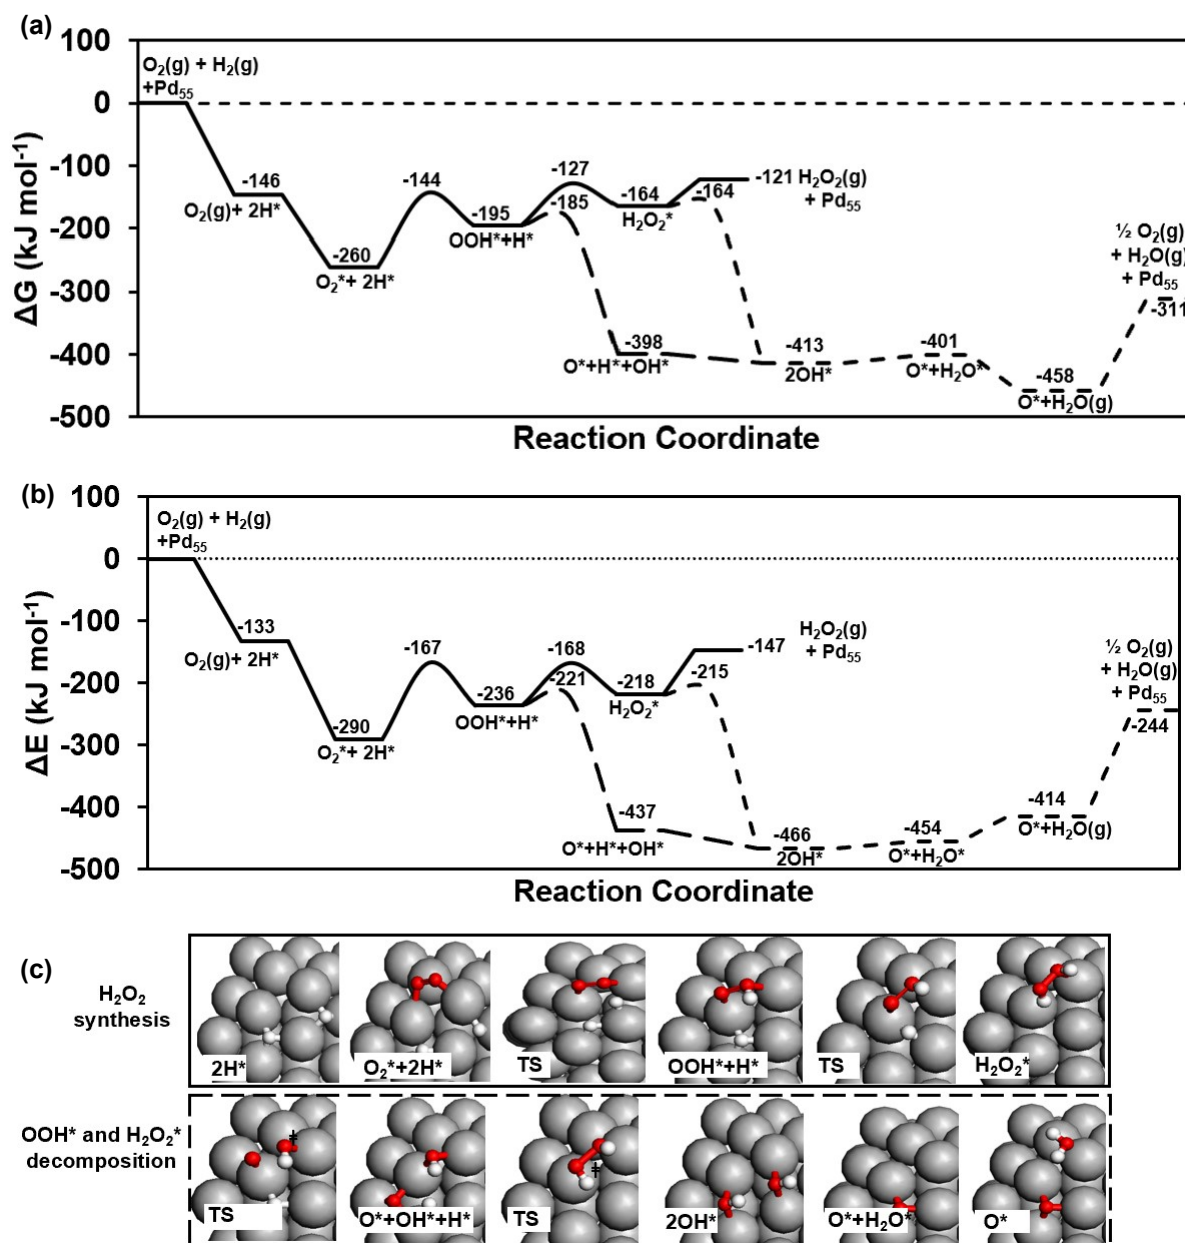 (a)
100
0
-100
-200
-300
-400
-500
ΔG (kJ mol⁻¹)
O₂(g) + H₂(g)
+Pd₅₅
-146
O₂(g)+ 2H*
-260
O₂*+ 2H*
-144
-195
OOH*+H*
-127
-185
-164
H₂O₂*
-164
-121 H₂O₂(g)
+ Pd₅₅
-398
O*+H*+OH*
-413
2OH*
-401
O*+H₂O*
-458
O*+H₂O(g)
½ O₂(g)
+ H₂O(g)
+ Pd₅₅
-311
Reaction Coordinate
(b)
100
0
-100
-200
-300
-400
-500
ΔE (kJ mol⁻¹)
O₂(g) + H₂(g)
+Pd₅₅
-133
O₂(g)+ 2H*
-290
O₂*+ 2H*
-167
-236
OOH*+H*
-168
-221
-218
H₂O₂*
-215
-147
H₂O₂(g)
+ Pd₅₅
-437
O*+H*+OH*
-466
2OH*
-454
O*+H₂O*
-414
O*+H₂O(g)
½ O₂(g)
+ H₂O(g)
+ Pd₅₅
-244
Reaction Coordinate
(c)
H₂O₂
synthesis
2H*
O₂*+2H*
TS
OOH*+H*
TS
H₂O₂*
OOH* and H₂O₂*
decomposition
‡
TS
O*+OH*+H*
‡
TS
2OH*
O*+H₂O*
O*